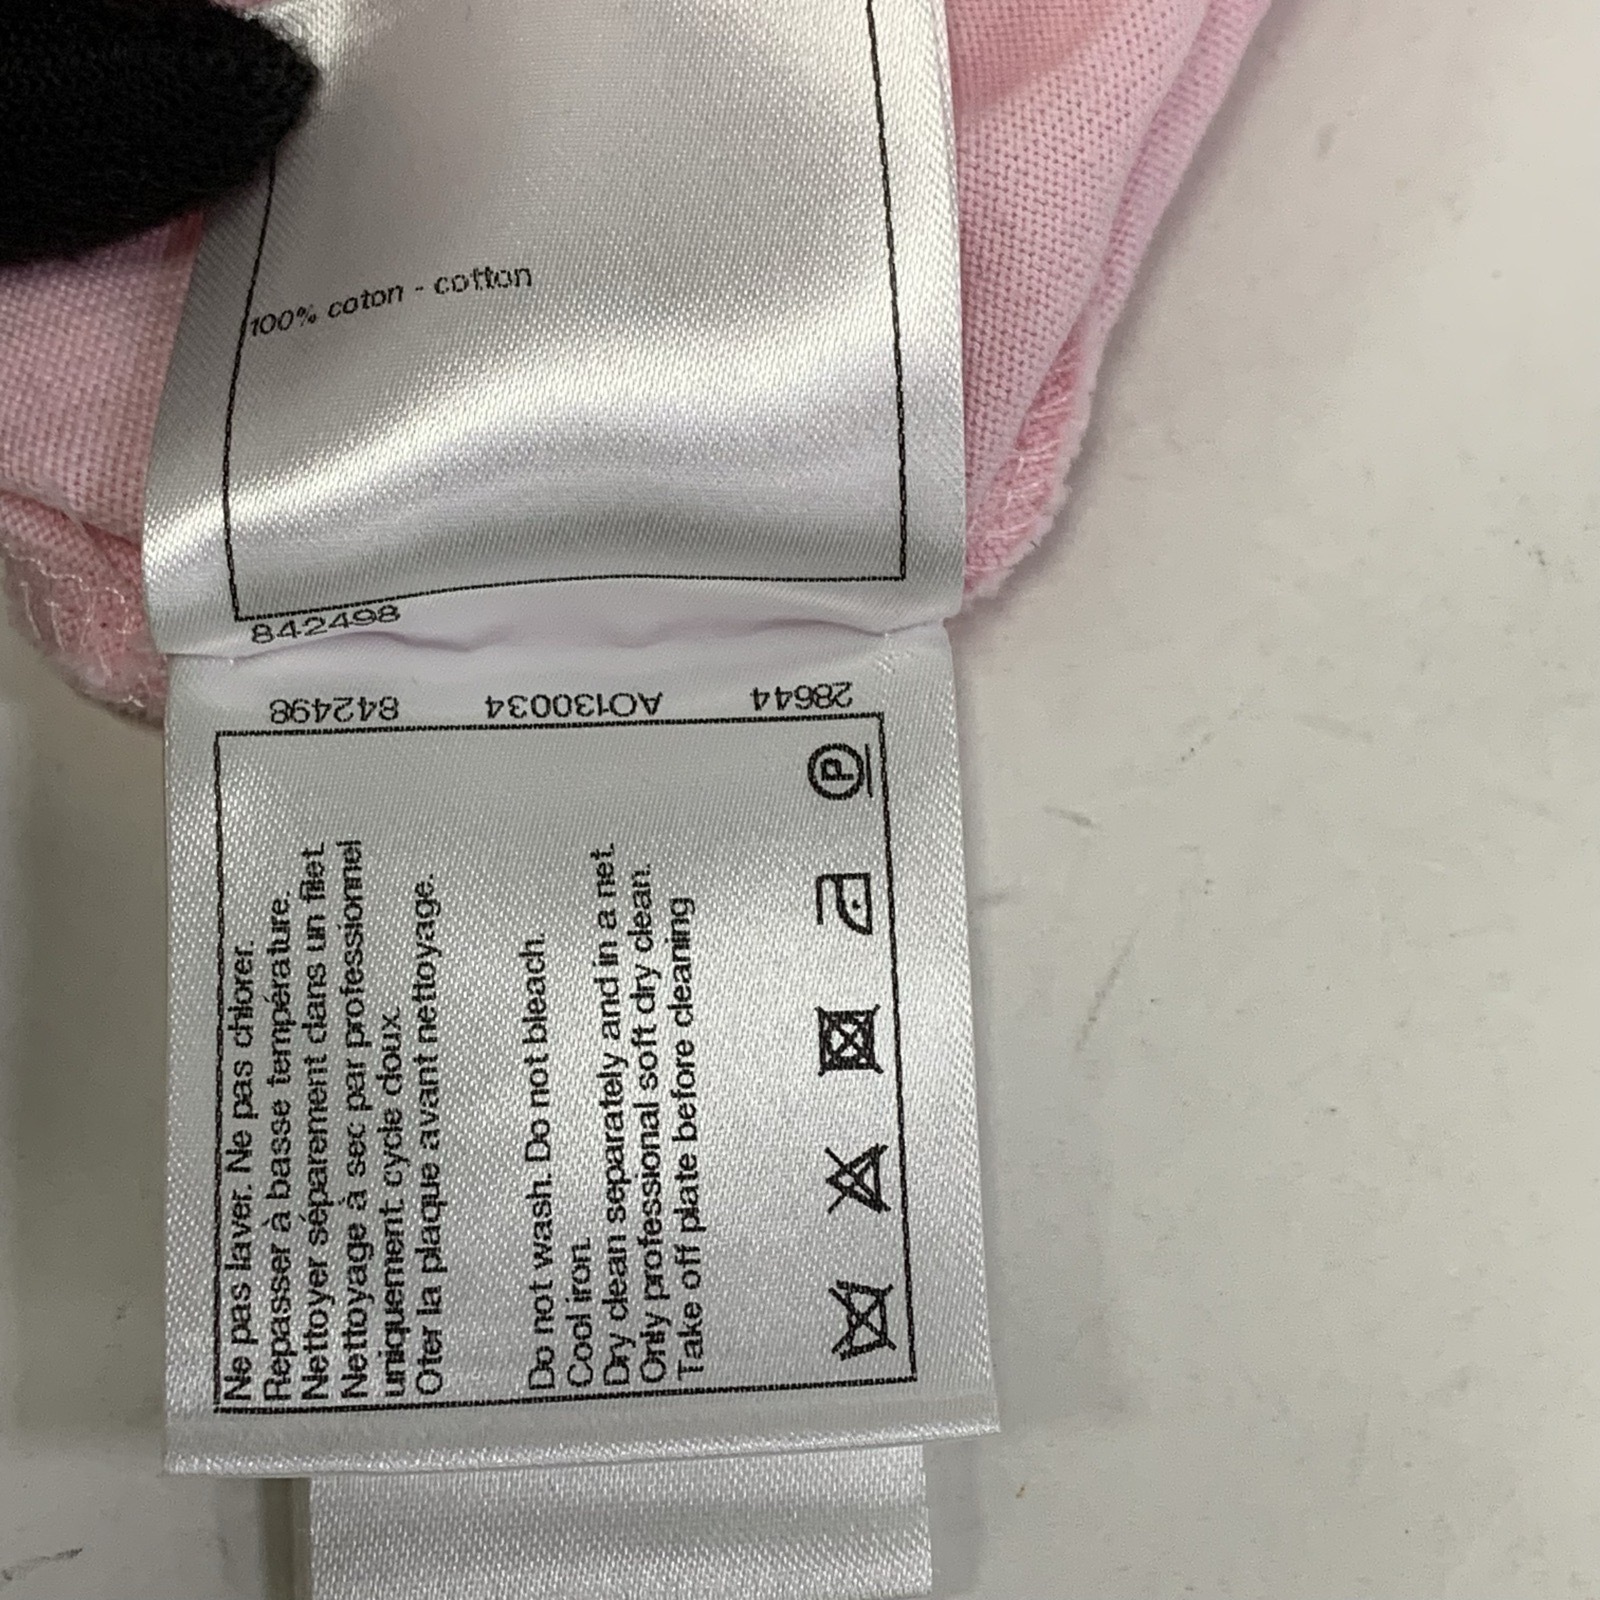 100% coton - cotton
842498
842498 AO130034 28644
Ne pas laver. Ne pas chlorer.
Repasser à basse température.
Nettoyer séparement dans un filet.
Nettoyage à sec par professionnel
uniquement. cycle doux.
Oter la plaque avant nettoyage.
Do not wash. Do not bleach.
Cool iron.
Dry clean separately and in a net.
Only professional soft dry clean.
Take off plate before cleaning
P